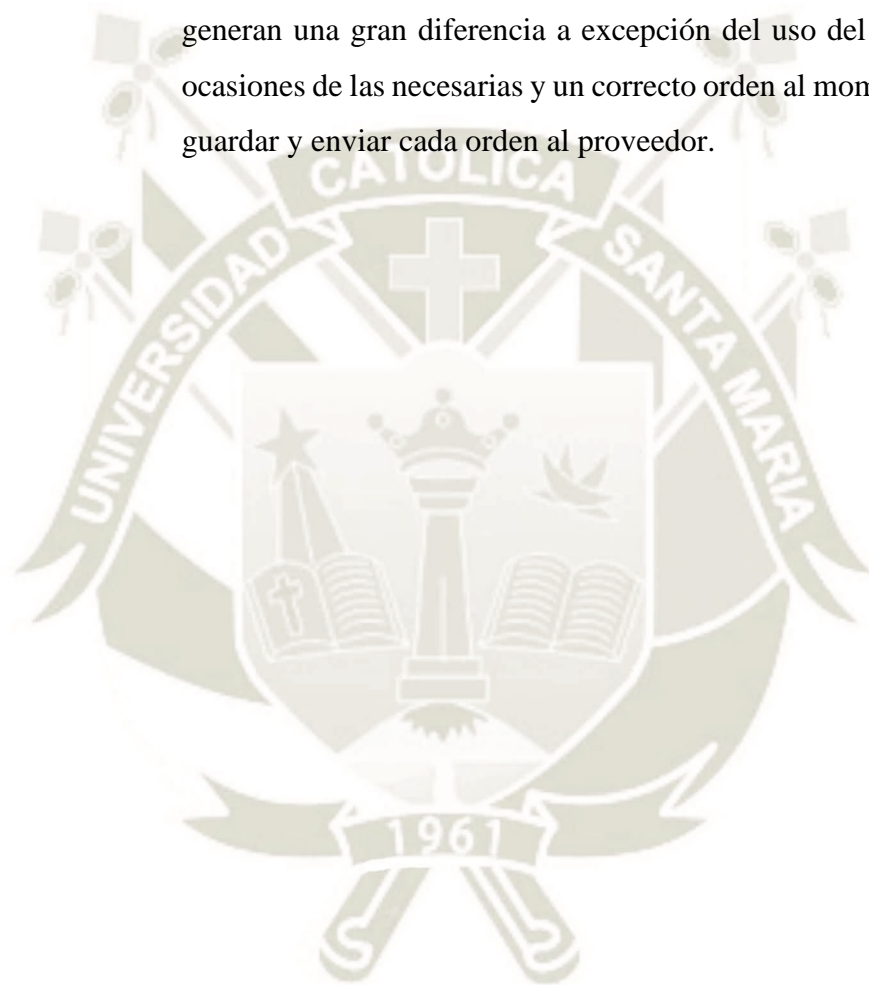 generan una gran diferencia a excepción del uso del
ocasiones de las necesarias y un correcto orden al mom
guardar y enviar cada orden al proveedor.
CATOLICA
UNIVERSIDAD
SANTA MARIA
1961